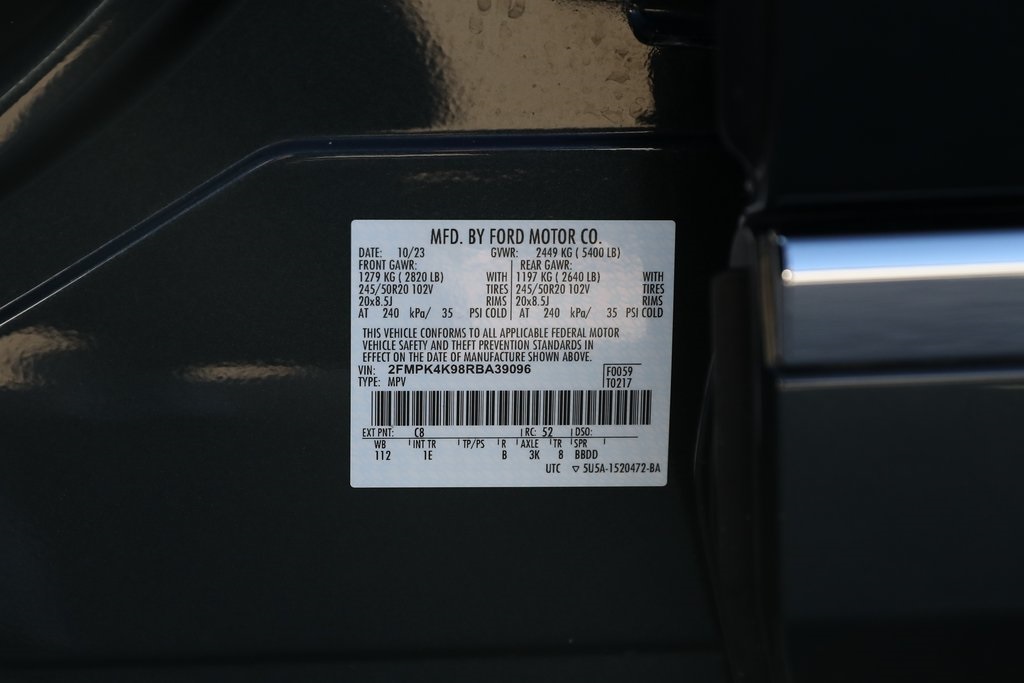 MFD. BY FORD MOTOR CO.
DATE: 10/23 GVWR: 2449 KG ( 5400 LB)
FRONT GAWR: REAR GAWR:
1279 KG ( 2820 LB) WITH 1197 KG ( 2640 LB) WITH
245/50R20 102V TIRES 245/50R20 102V TIRES
20x8.5J RIMS 20x8.5J RIMS
AT 240 kPa/ 35 PSI COLD AT 240 kPa/ 35 PSI COLD
THIS VEHICLE CONFORMS TO ALL APPLICABLE FEDERAL MOTOR
VEHICLE SAFETY AND THEFT PREVENTION STANDARDS IN
EFFECT ON THE DATE OF MANUFACTURE SHOWN ABOVE.
VIN: 2FMPK4K98RBA39096 F0059
TYPE: MPV T0217
EXT PNT: C8 RC: 52 DSO:
WB INT TR TP/PS R AXLE TR SPR
112 1E B 3K 8 BBDD
UTC ▽ 5U5A-1520472-BA